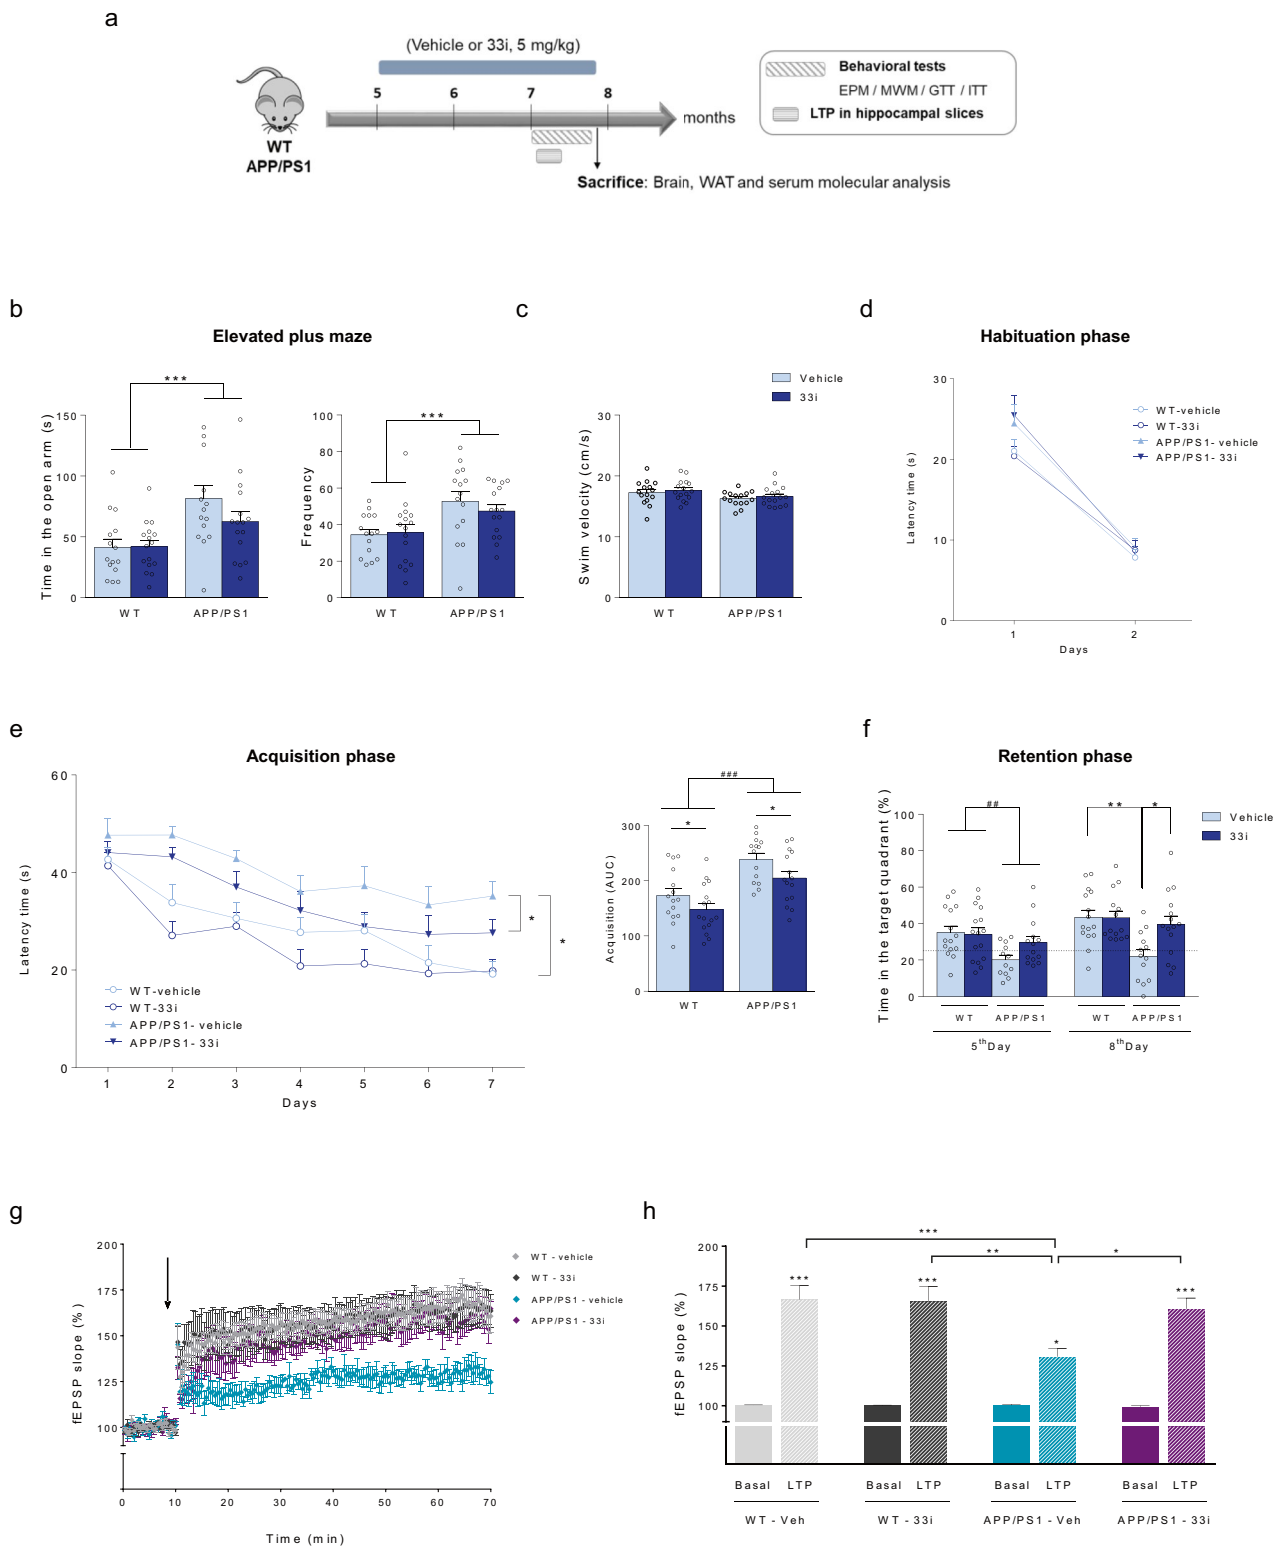 a
(Vehicle or 33i, 5 mg/kg)
5 6 7 8
months
WT
APP/PS1
Behavioral tests
EPM / MWM / GTT / ITT
LTP in hippocampal slices
Sacrifice: Brain, WAT and serum molecular analysis
b
Elevated plus maze
***
Time in the open arm (s)
150
100
50
0
WT APP/PS1
***
Frequency
100
80
60
40
20
0
WT APP/PS1
c
Vehicle
33i
Swim velocity (cm/s)
30
20
10
0
WT APP/PS1
d
Habituation phase
Latency time (s)
30
20
10
0
1 2
Days
WT-vehicle
WT-33i
APP/PS1- vehicle
APP/PS1- 33i
e
Acquisition phase
Latency time (s)
60
40
20
0
1 2 3 4 5 6 7
Days
WT-vehicle
WT-33i
APP/PS1- vehicle
APP/PS1- 33i
*
*
###
*
*
Acquisition (AUC)
300
200
100
0
WT APP/PS1
f
Retention phase
Time in the target quadrant (%)
100
80
60
40
20
0
##
** *
Vehicle
33i
WT APP/PS1 WT APP/PS1
5th Day 8th Day
g
fEPSP slope (%)
200
175
150
125
100
0 10 20 30 40 50 60 70
Time (min)
WT - vehicle
WT - 33i
APP/PS1 - vehicle
APP/PS1 - 33i
h
fEPSP slope (%)
200
175
150
125
100
***
** *
*** *** * ***
Basal LTP Basal LTP Basal LTP Basal LTP
WT - Veh WT - 33i APP/PS1 - Veh APP/PS1 - 33i